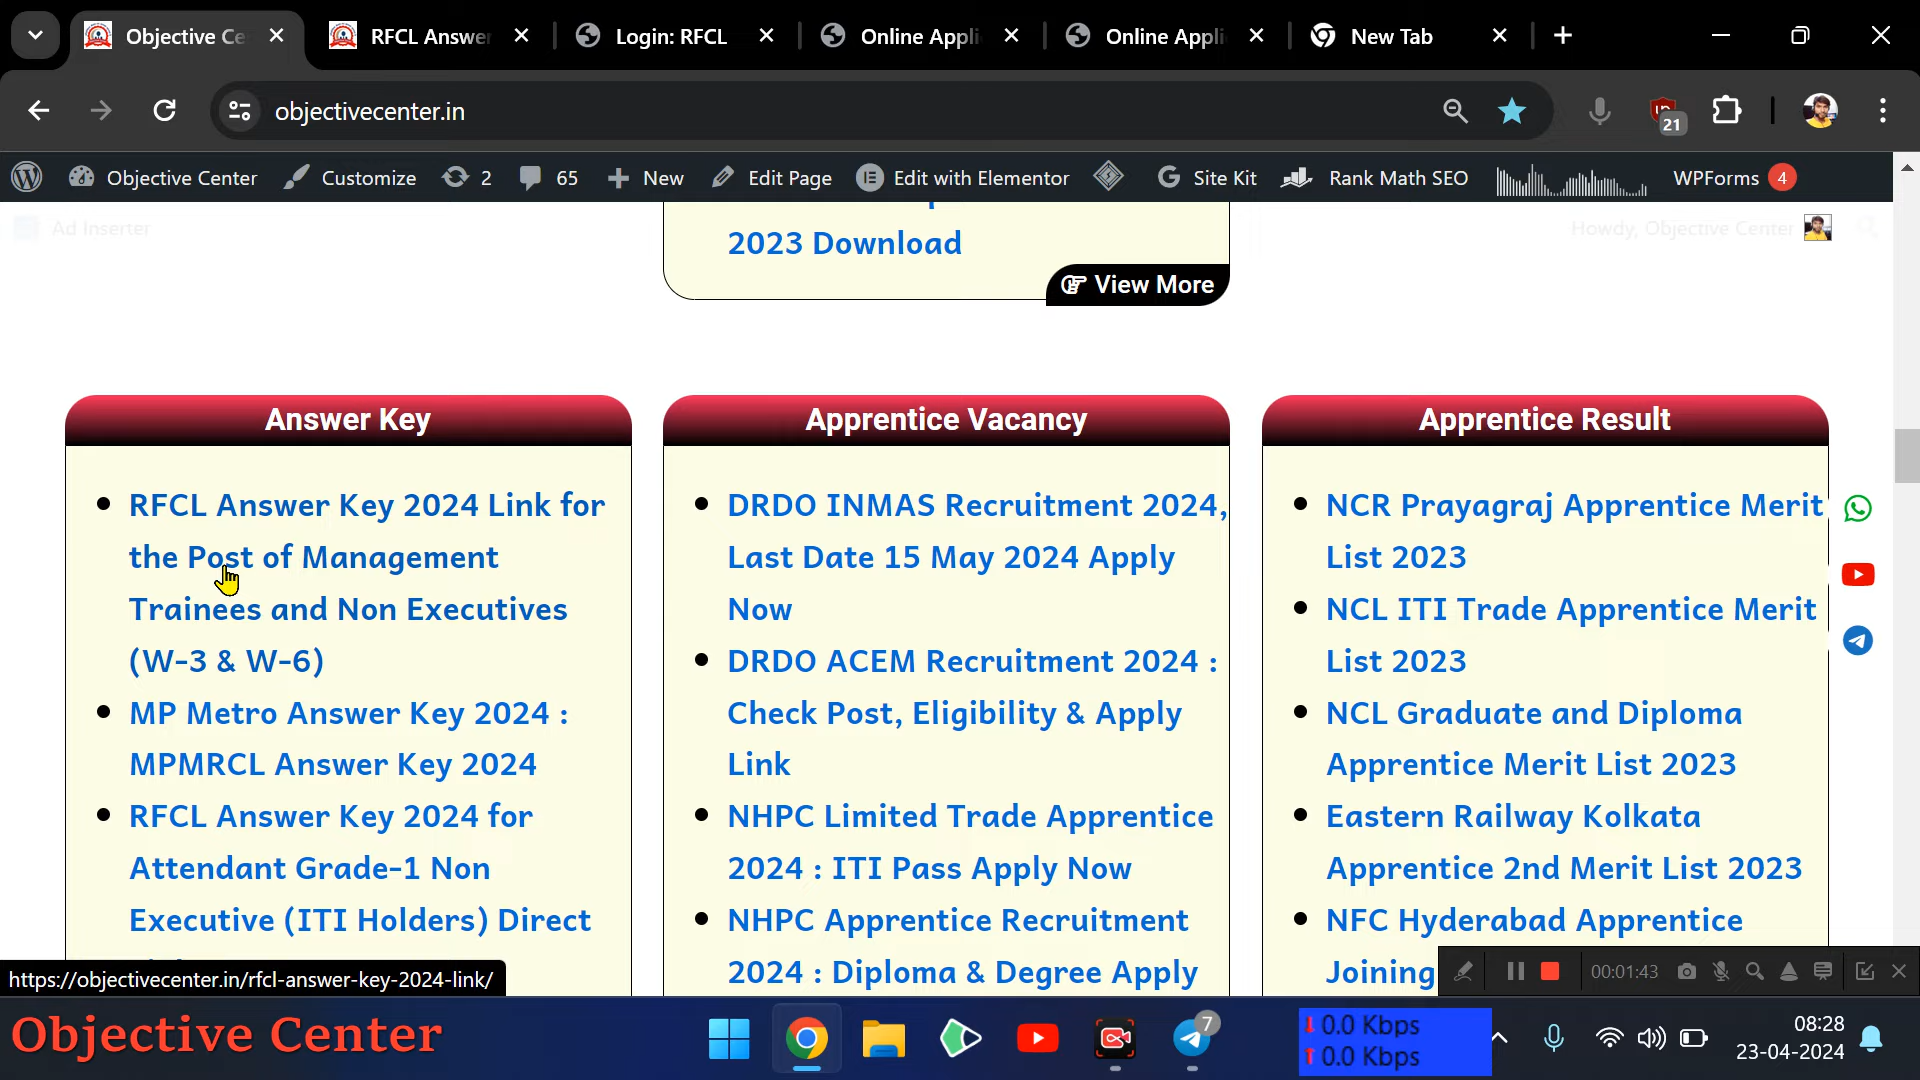 Objective Ce
RFCL Answer
Login: RFCL
Online Appli
Online Appli
New Tab
objectivecenter.in
21
Objective Center
Customize
2
65
New
Edit Page
Edit with Elementor
Site Kit
Rank Math SEO
WPForms 4
Ad Inserter
Howdy, Objective Center
2023 Download
View More
Answer Key
RFCL Answer Key 2024 Link for
the Post of Management
Trainees and Non Executives
(W-3 & W-6)
MP Metro Answer Key 2024 :
MPMRCL Answer Key 2024
RFCL Answer Key 2024 for
Attendant Grade-1 Non
Executive (ITI Holders) Direct
Apprentice Vacancy
DRDO INMAS Recruitment 2024,
Last Date 15 May 2024 Apply
Now
DRDO ACEM Recruitment 2024 :
Check Post, Eligibility & Apply
Link
NHPC Limited Trade Apprentice
2024 : ITI Pass Apply Now
NHPC Apprentice Recruitment
2024 : Diploma & Degree Apply
Apprentice Result
NCR Prayagraj Apprentice Merit
List 2023
NCL ITI Trade Apprentice Merit
List 2023
NCL Graduate and Diploma
Apprentice Merit List 2023
Eastern Railway Kolkata
Apprentice 2nd Merit List 2023
NFC Hyderabad Apprentice
Joining
https://objectivecenter.in/rfcl-answer-key-2024-link/
00:01:43
Objective Center
7
0.0 Kbps
0.0 Kbps
08:28
23-04-2024